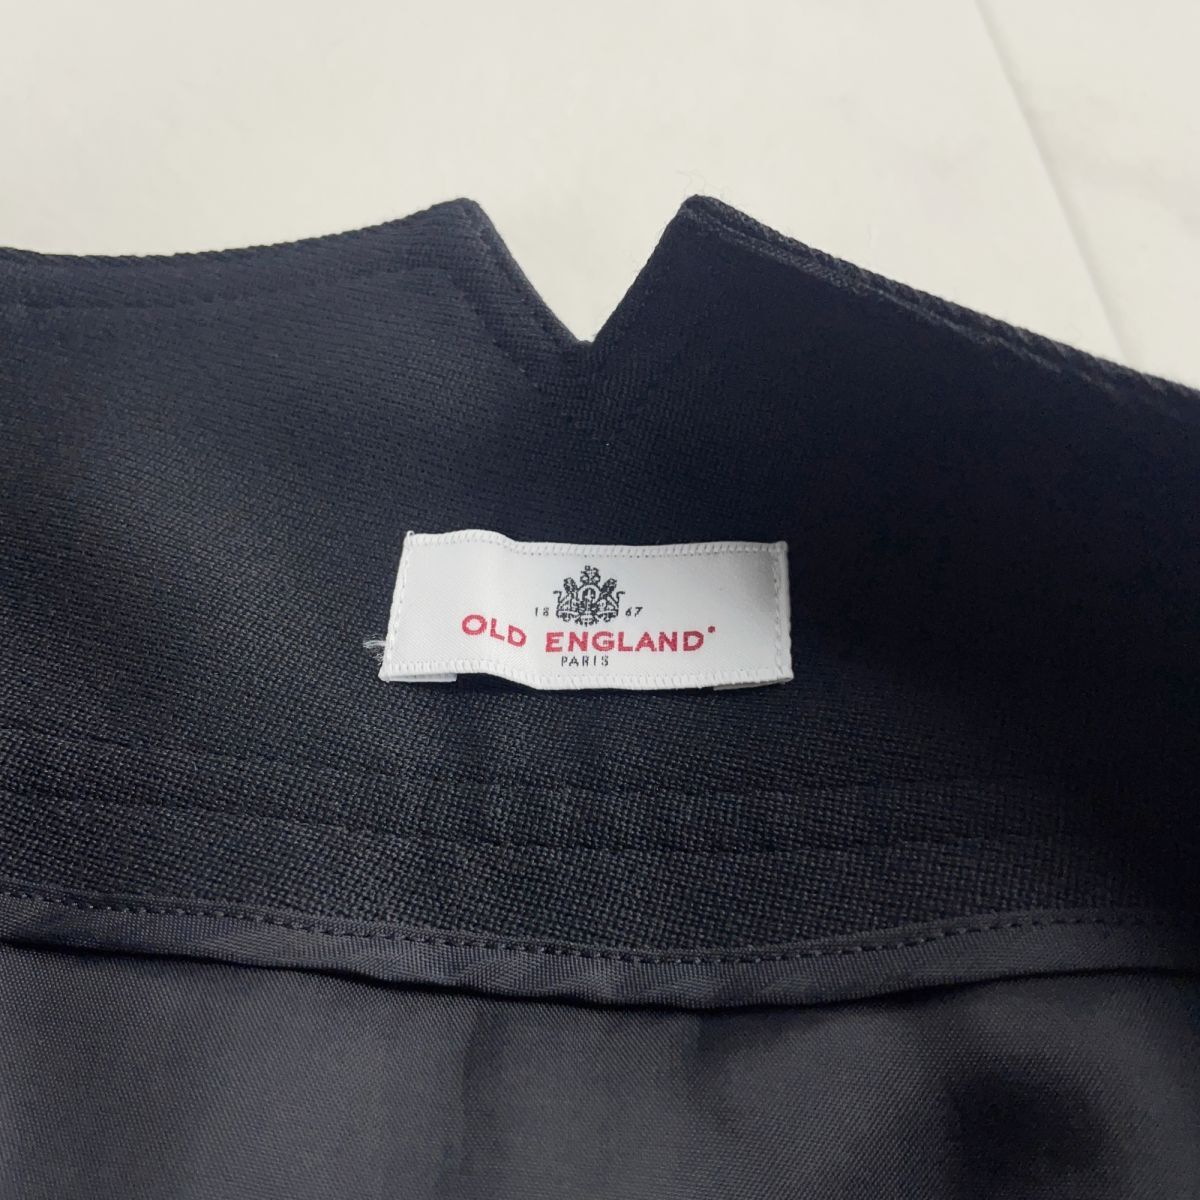 18 67
OLD ENGLAND
PARIS